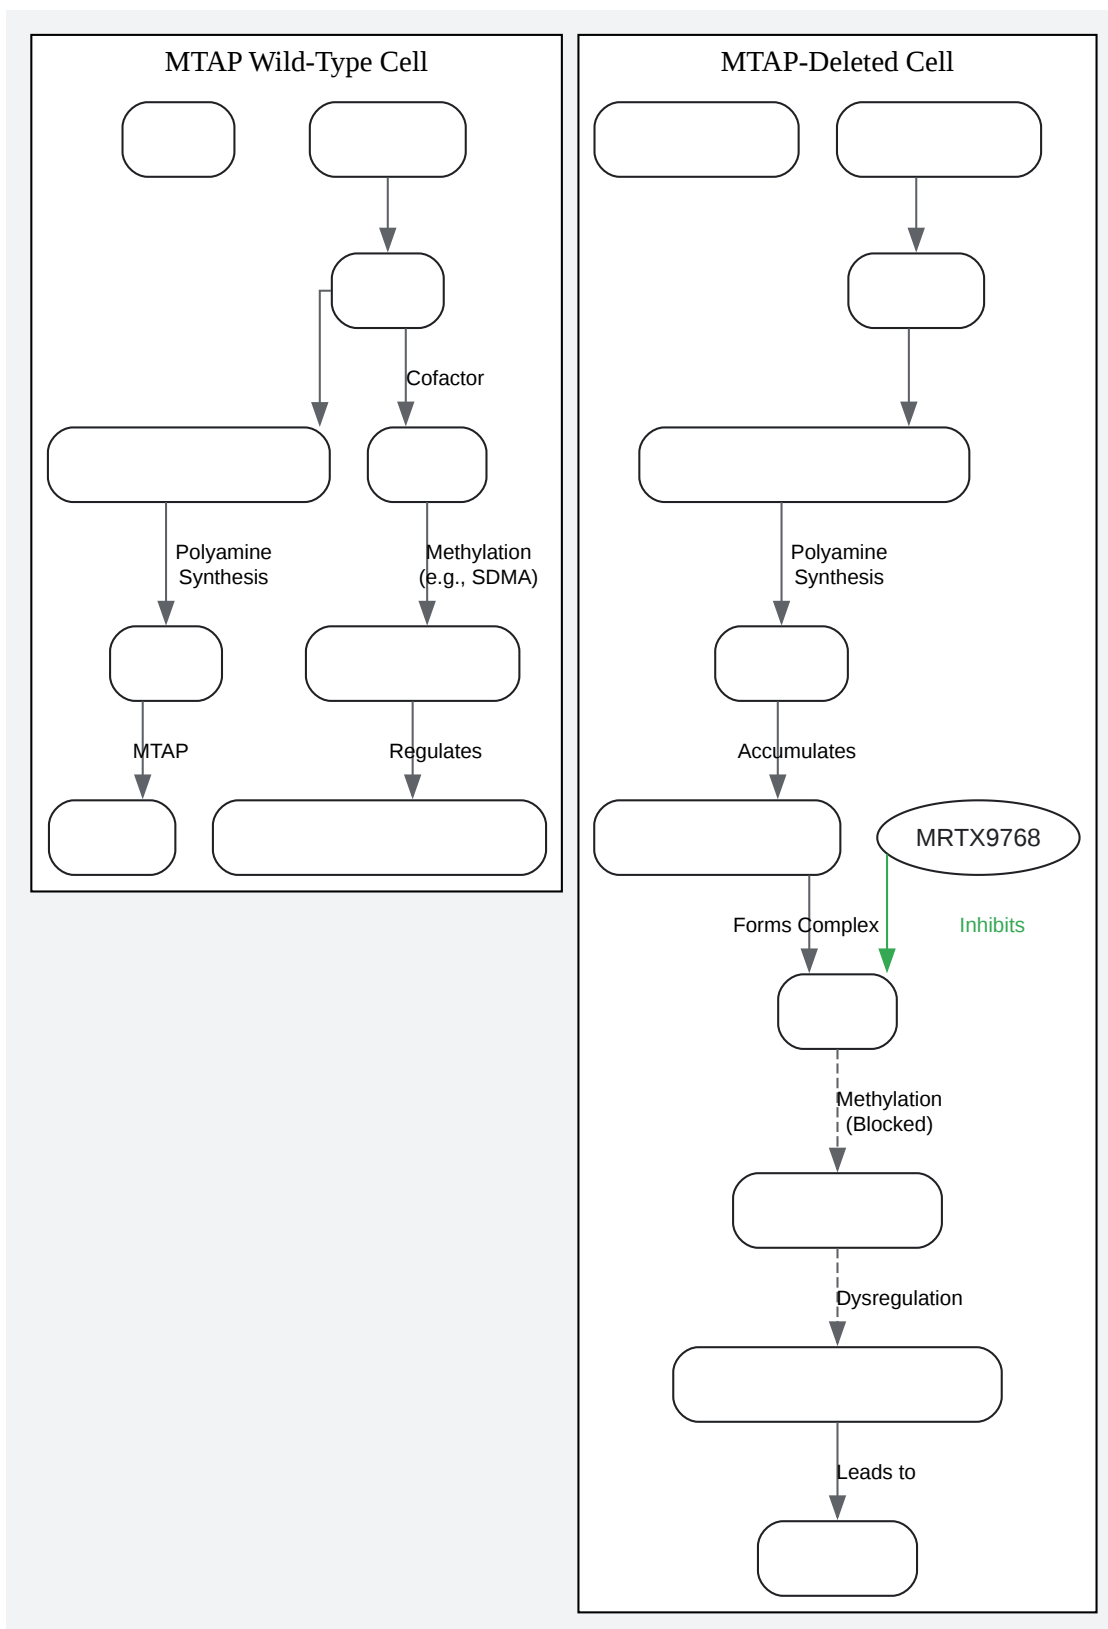 MTAP Wild-Type Cell
MTAP-Deleted Cell
Cofactor
Polyamine
Synthesis
Methylation
(e.g., SDMA)
Polyamine
Synthesis
MTAP
Regulates
Accumulates
MRTX9768
Forms Complex
Inhibits
Methylation
(Blocked)
Dysregulation
Leads to